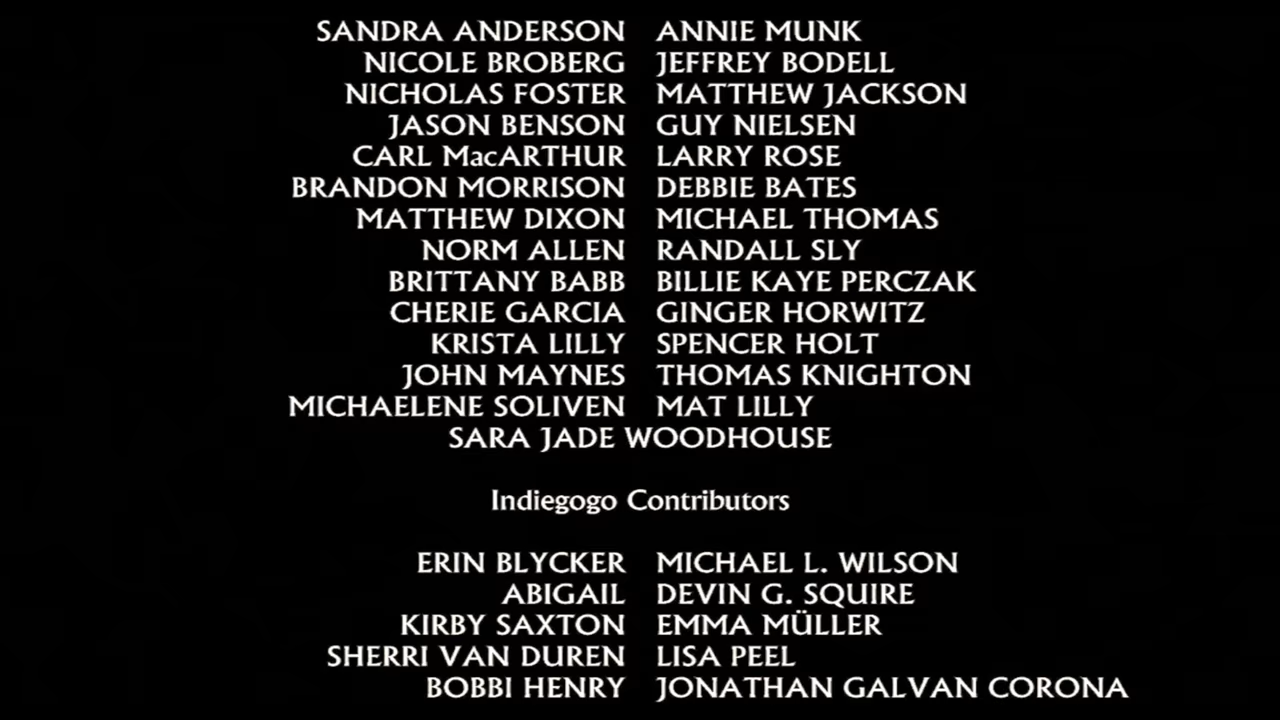 SANDRA ANDERSON ANNIE MUNK
NICOLE BROBERG JEFFREY BODELL
NICHOLAS FOSTER MATTHEW JACKSON
JASON BENSON GUY NIELSEN
CARL MacARTHUR LARRY ROSE
BRANDON MORRISON DEBBIE BATES
MATTHEW DIXON MICHAEL THOMAS
NORM ALLEN RANDALL SLY
BRITTANY BABB BILLIE KAYE PERCZAK
CHERIE GARCIA GINGER HORWITZ
KRISTA LILLY SPENCER HOLT
JOHN MAYNES THOMAS KNIGHTON
MICHAELENE SOLIVEN MAT LILLY
SARA JADE WOODHOUSE
Indiegogo Contributors
ERIN BLYCKER MICHAEL L. WILSON
ABIGAIL DEVIN G. SQUIRE
KIRBY SAXTON EMMA MÜLLER
SHERRI VAN DUREN LISA PEEL
BOBBI HENRY JONATHAN GALVAN CORONA